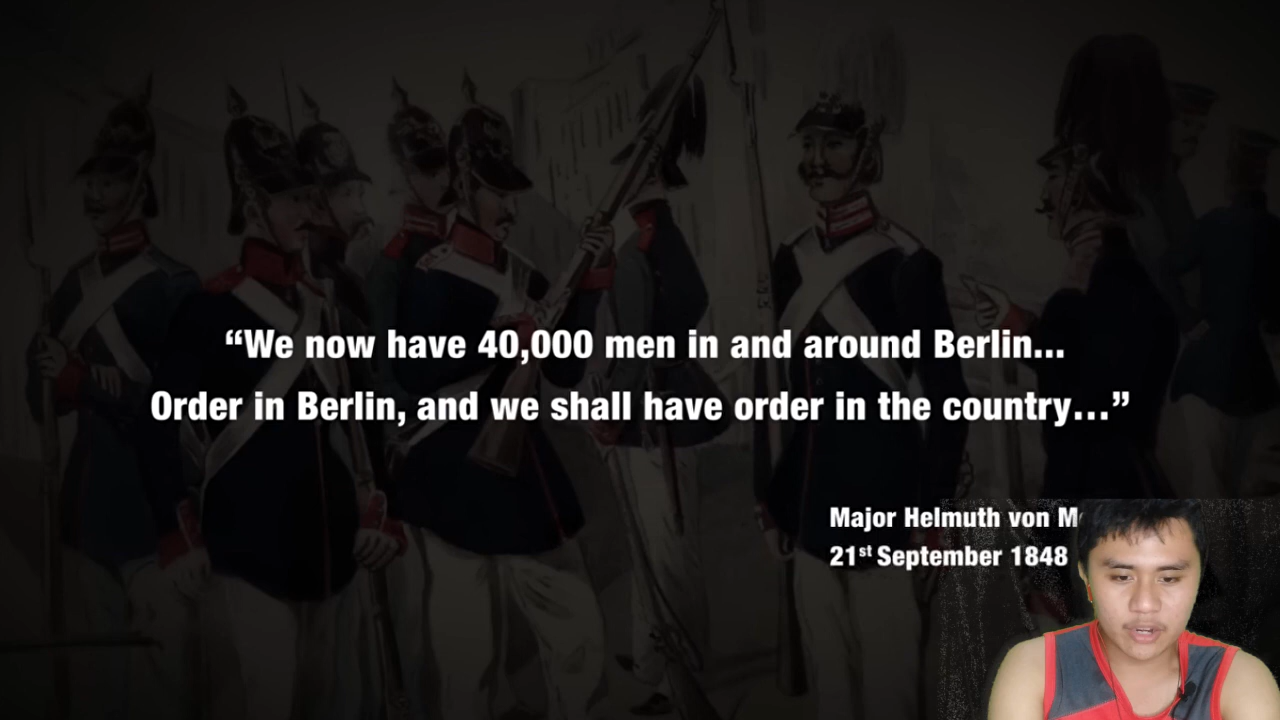 “We now have 40,000 men in and around Berlin...
Order in Berlin, and we shall have order in the country…”
Major Helmuth von
21st September 1848